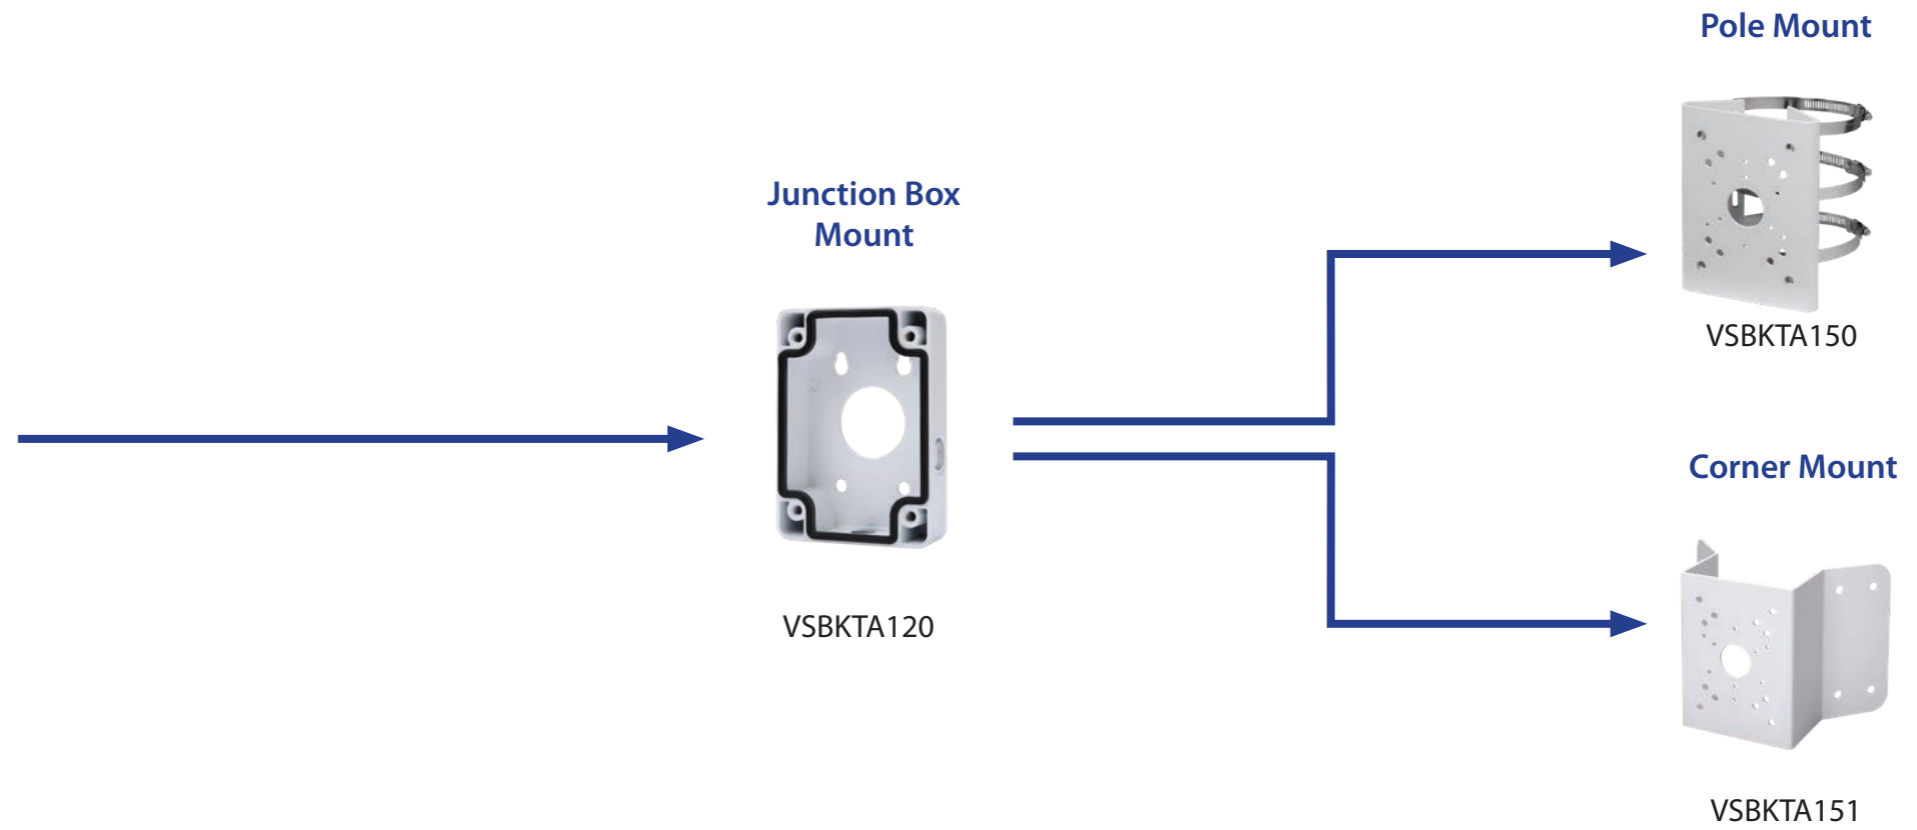 Pole Mount
VSBKTA150
Junction Box
Mount
VSBKTA120
Corner Mount
VSBKTA151